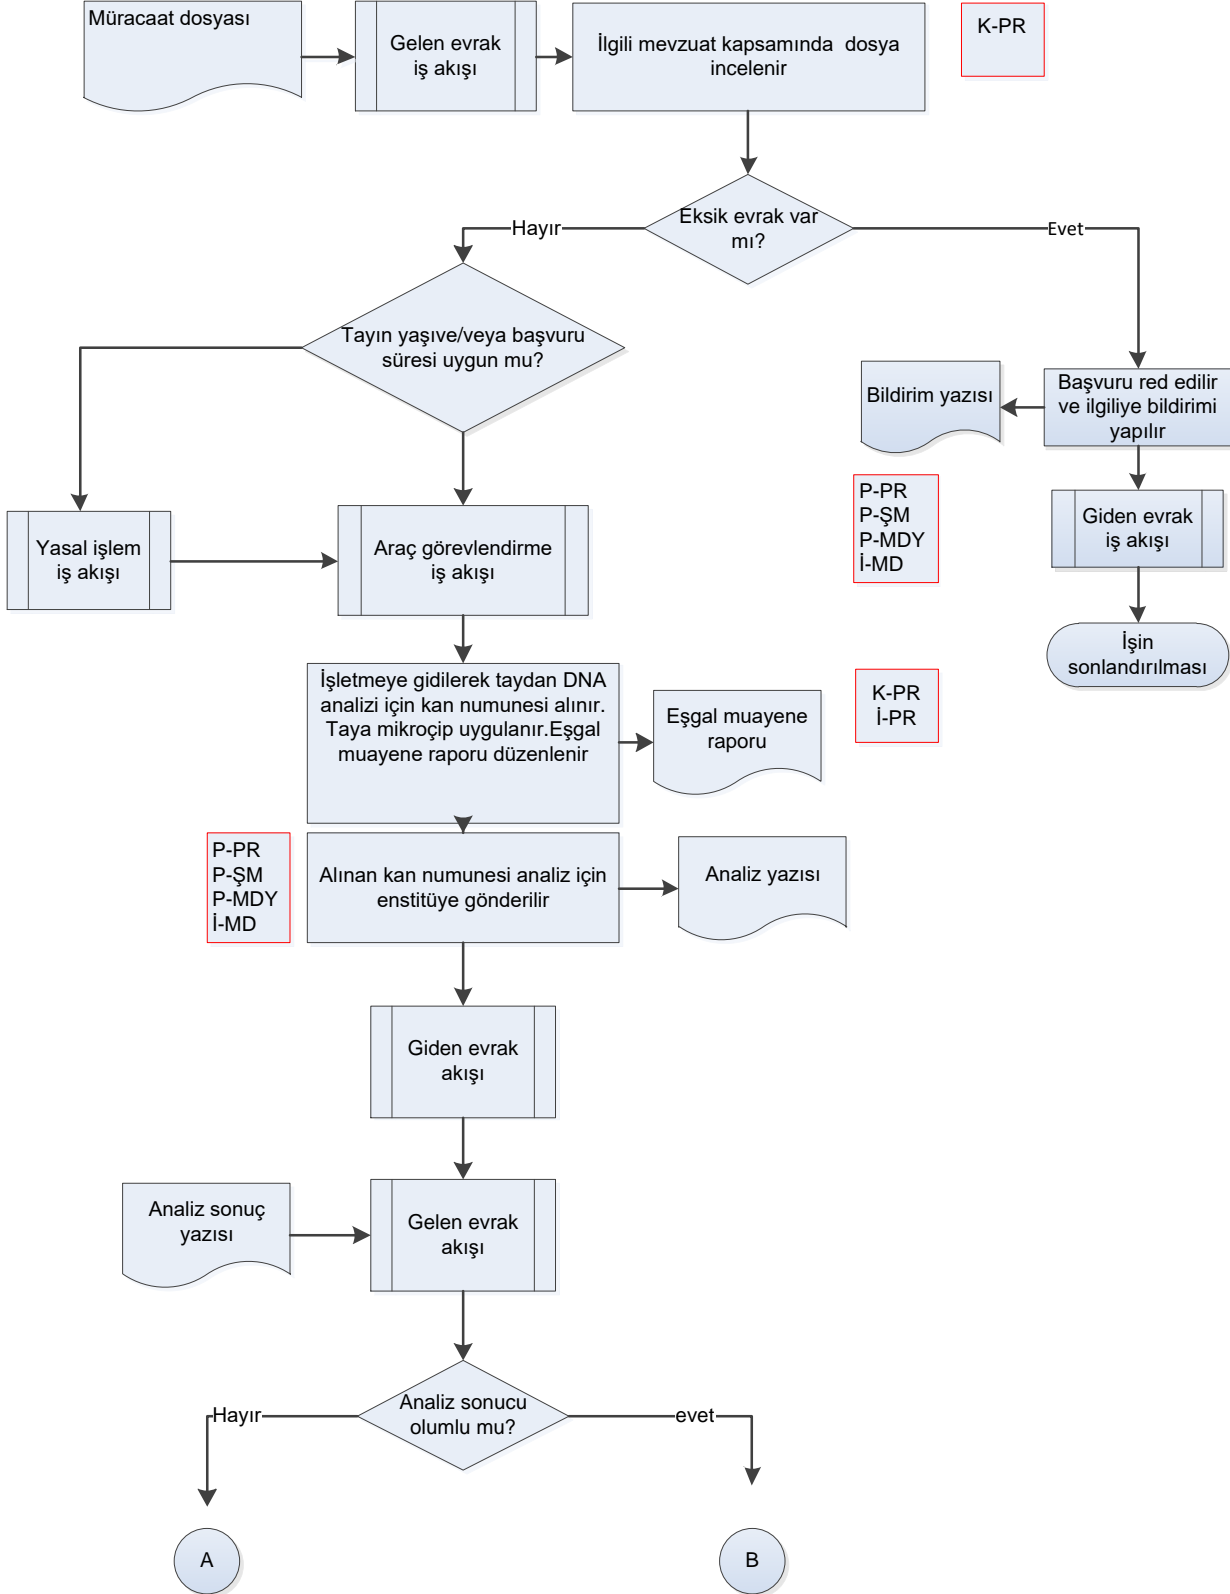 Müracaat dosyası
Gelen evrak
iş akışı
İlgili mevzuat kapsamında  dosya
incelenir
K-PR
Eksik evrak var
mı?
Hayır
Evet
Tayın yaşıve/veya başvuru
süresi uygun mu?
Bildirim yazısı
Başvuru red edilir
ve ilgiliye bildirimi
yapılır
P-PR
P-ŞM
P-MDY
İ-MD
Giden evrak
iş akışı
Yasal işlem
iş akışı
Araç görevlendirme
iş akışı
İşin
sonlandırılması
İşletmeye gidilerek taydan DNA
analizi için kan numunesi alınır.
Taya mikroçip uygulanır.Eşgal
muayene raporu düzenlenir
Eşgal muayene
raporu
K-PR
İ-PR
P-PR
P-ŞM
P-MDY
İ-MD
Alınan kan numunesi analiz için
enstitüye gönderilir
Analiz yazısı
Giden evrak
akışı
Analiz sonuç
yazısı
Gelen evrak
akışı
Analiz sonucu
olumlu mu?
Hayır
evet
A
B